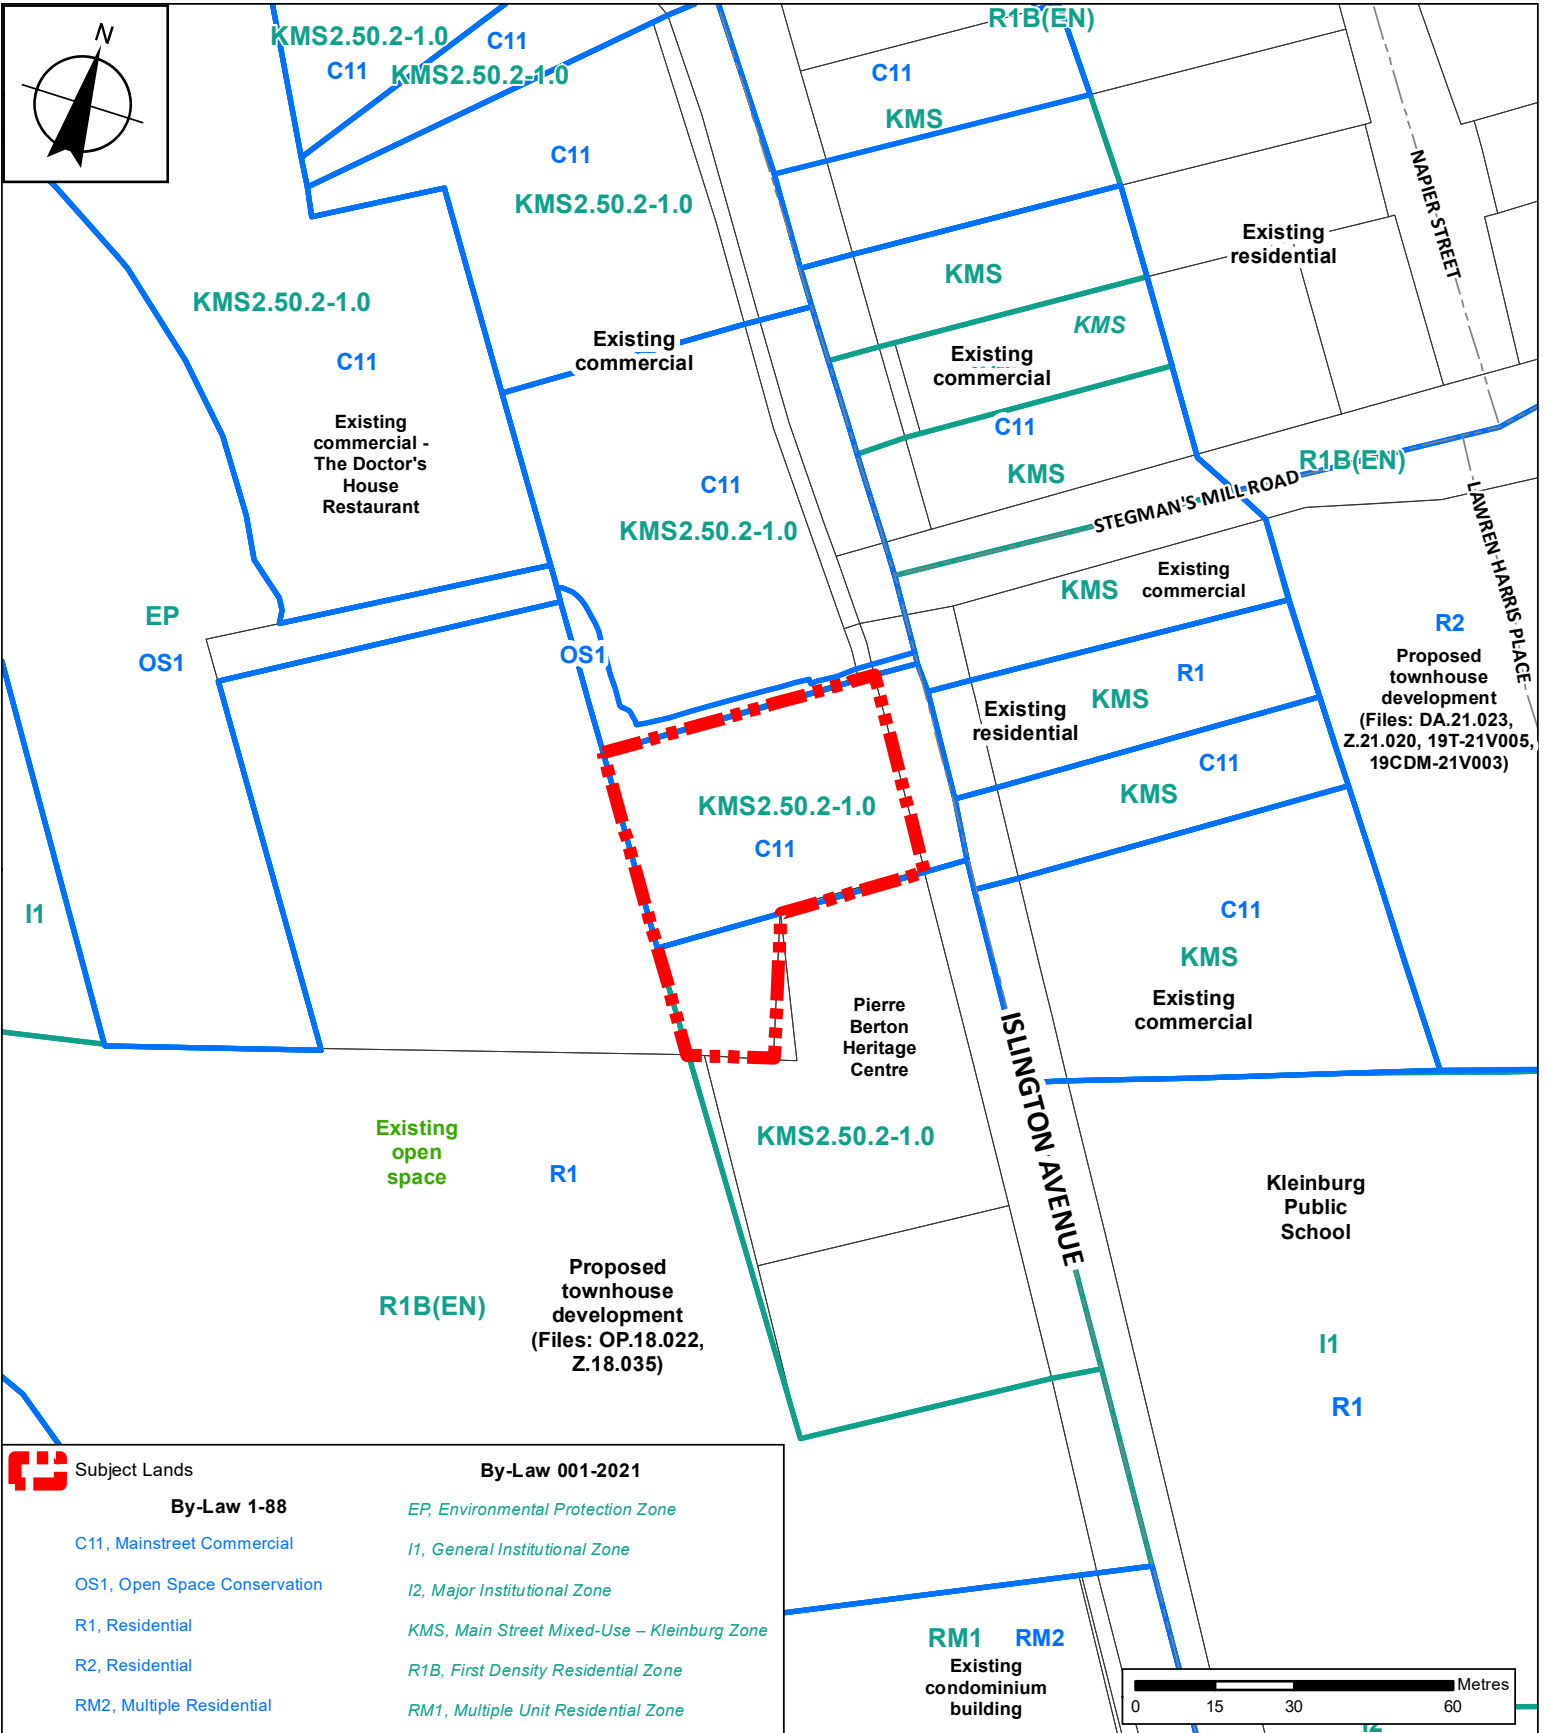 N
KMS2.50.2-1.0
C11
C11
KMS2.50.2-1.0
R1B(EN)
C11
KMS
C11
KMS2.50.2-1.0
NAPIER STREET
Existing
residential
KMS2.50.2-1.0
C11
KMS
KMS
Existing
commercial
Existing
commercial
Existing
commercial -
The Doctor's
House
Restaurant
C11
KMS
C11
KMS2.50.2-1.0
R1B(EN)
STEGMAN'S MILL ROAD
LAWREN HARRIS PLACE
KMS
Existing
commercial
EP
OS1
OS1
R2
Proposed
townhouse
development
(Files: DA.21.023,
Z.21.020, 19T-21V005,
19CDM-21V003)
R1
KMS
Existing
residential
C11
KMS
KMS2.50.2-1.0
C11
I1
C11
KMS
Existing
commercial
Pierre
Berton
Heritage
Centre
ISLINGTON AVENUE
KMS2.50.2-1.0
Existing
open
space
R1
Kleinburg
Public
School
R1B(EN)
Proposed
townhouse
development
(Files: OP.18.022,
Z.18.035)
I1
R1
RM1
RM2
Existing
condominium
building
I2
Subject Lands
By-Law 1-88
C11, Mainstreet Commercial
OS1, Open Space Conservation
R1, Residential
R2, Residential
RM2, Multiple Residential
By-Law 001-2021
EP, Environmental Protection Zone
I1, General Institutional Zone
I2, Major Institutional Zone
KMS, Main Street Mixed-Use – Kleinburg Zone
R1B, First Density Residential Zone
RM1, Multiple Unit Residential Zone
Metres
0 15 30 60